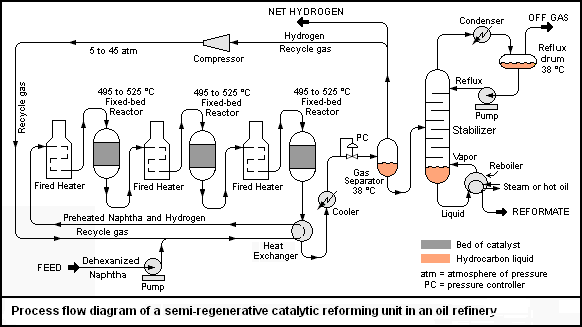 NET HYDROGEN
Condenser
OFF GAS
Hydrogen
Recycle gas
5 to 45 atm
Compressor
Reflux
drum
38 °C
Recycle gas
495 to 525 °C
Fixed-bed
Reactor
495 to 525 °C
Fixed-bed
Reactor
495 to 525 °C
Fixed-bed
Reactor
Reflux
Pump
PC
Stabilizer
Fired Heater
Fired Heater
Fired Heater
Gas
Separator
38 °C
Vapor
Reboiler
Steam or hot oil
Cooler
Liquid
REFORMATE
Preheated Naphtha and Hydrogen
Recycle gas
Heat
Exchanger
FEED
Dehexanized
Naphtha
Pump
Bed of catalyst
Hydrocarbon liquid
atm = atmosphere of pressure
PC = pressure controller
Process flow diagram of a semi-regenerative catalytic reforming unit in an oil refinery